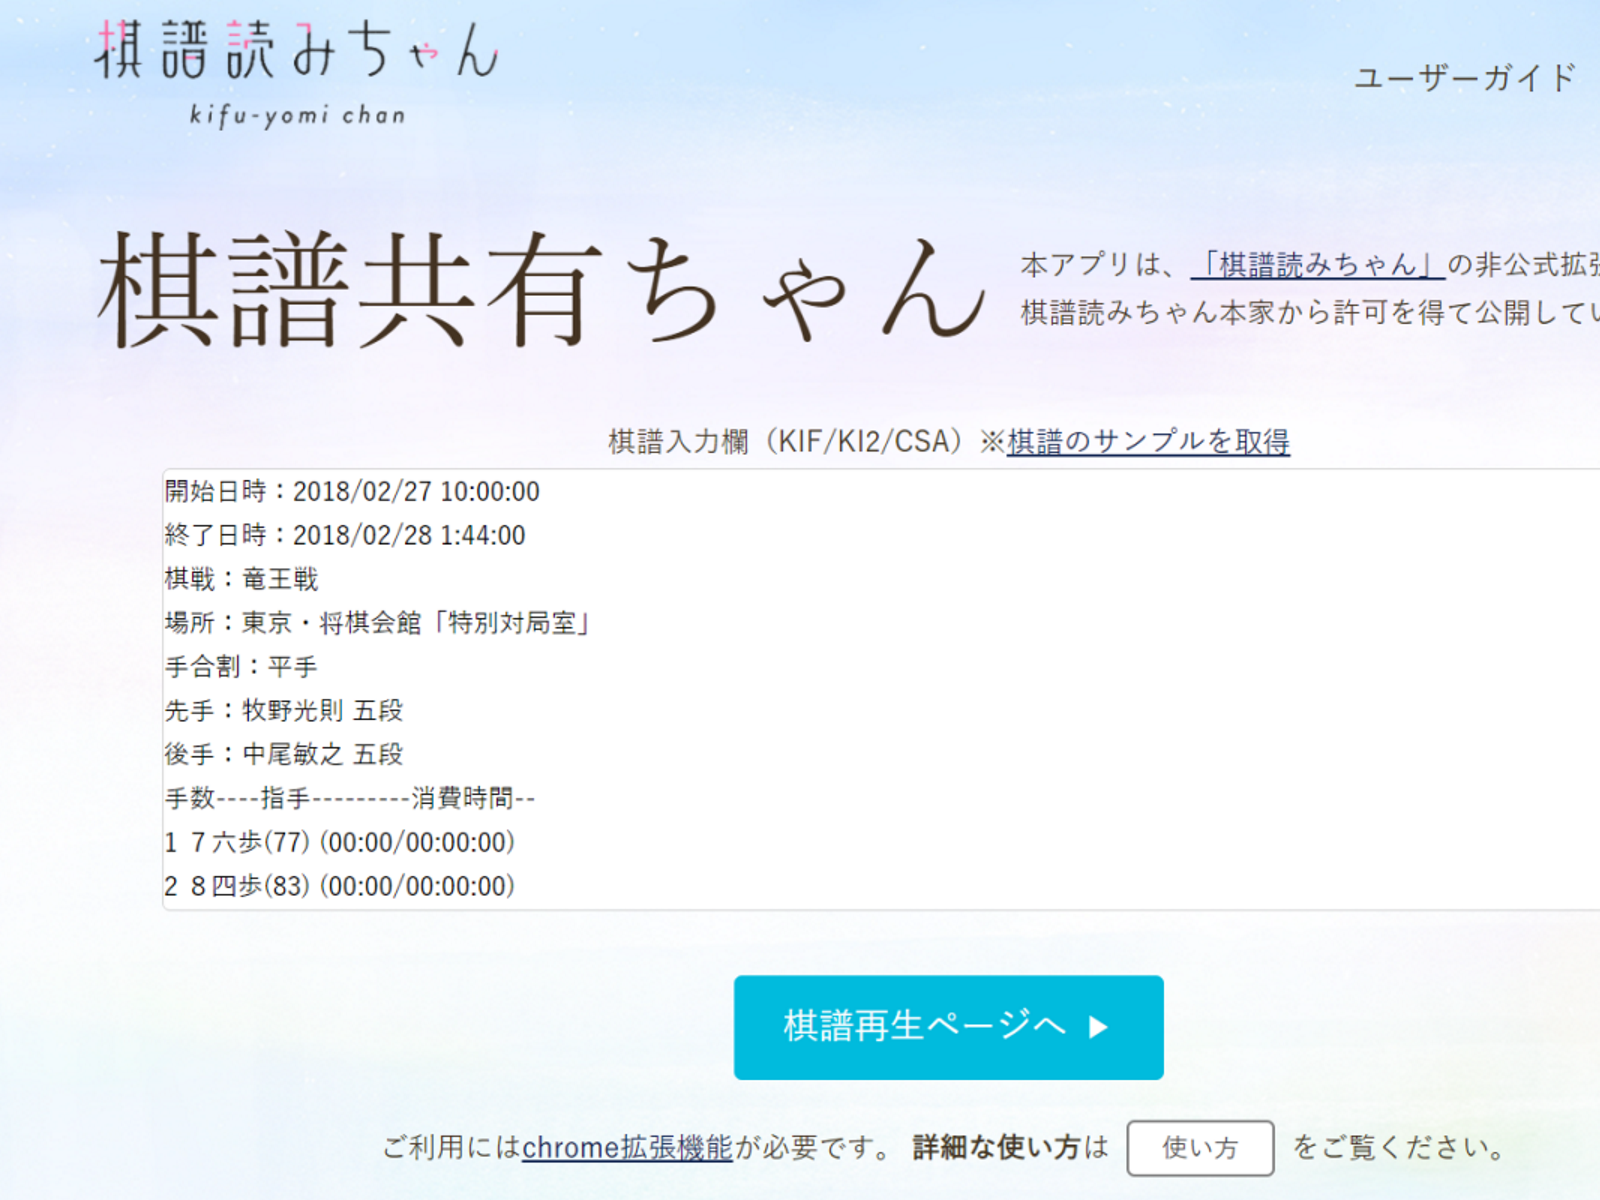 棋譜読みちゃん
kifu-yomi chan
ユーザーガイド
棋譜共有ちゃん
本アプリは、「棋譜読みちゃん」の非公式拡張
棋譜読みちゃん本家から許可を得て公開してい
棋譜入力欄（KIF/KI2/CSA）※棋譜のサンプルを取得
開始日時：2018/02/27 10:00:00
終了日時：2018/02/28 1:44:00
棋戦：竜王戦
場所：東京・将棋会館「特別対局室」
手合割：平手
先手：牧野光則 五段
後手：中尾敏之 五段
手数----指手---------消費時間--
1 ７六歩(77) (00:00/00:00:00)
2 ８四歩(83) (00:00/00:00:00)
棋譜再生ページへ ▶
ご利用にはchrome拡張機能が必要です。 詳細な使い方は 使い方 をご覧ください。